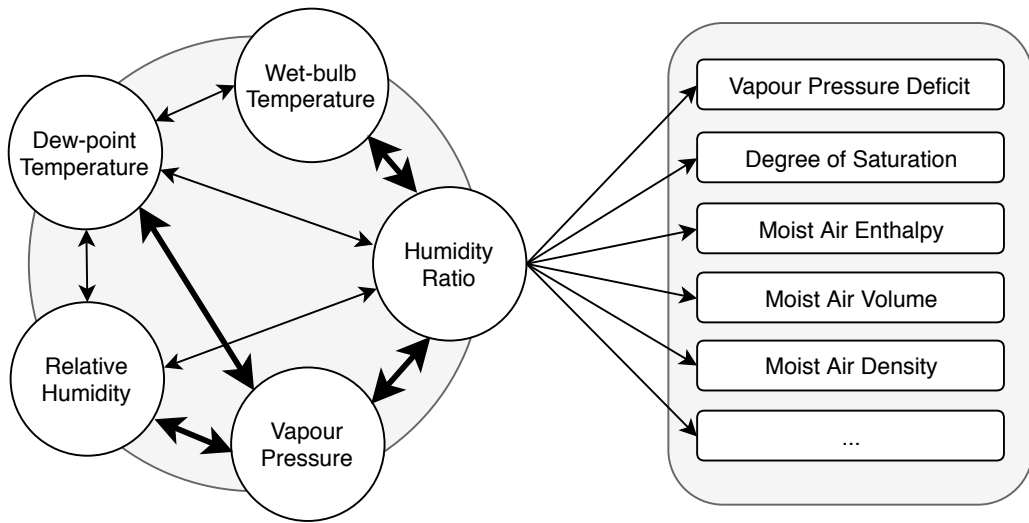 Wet-bulb
Temperature
Dew-point
Temperature
Humidity
Ratio
Relative
Humidity
Vapour
Pressure
Vapour Pressure Deficit
Degree of Saturation
Moist Air Enthalpy
Moist Air Volume
Moist Air Density
...